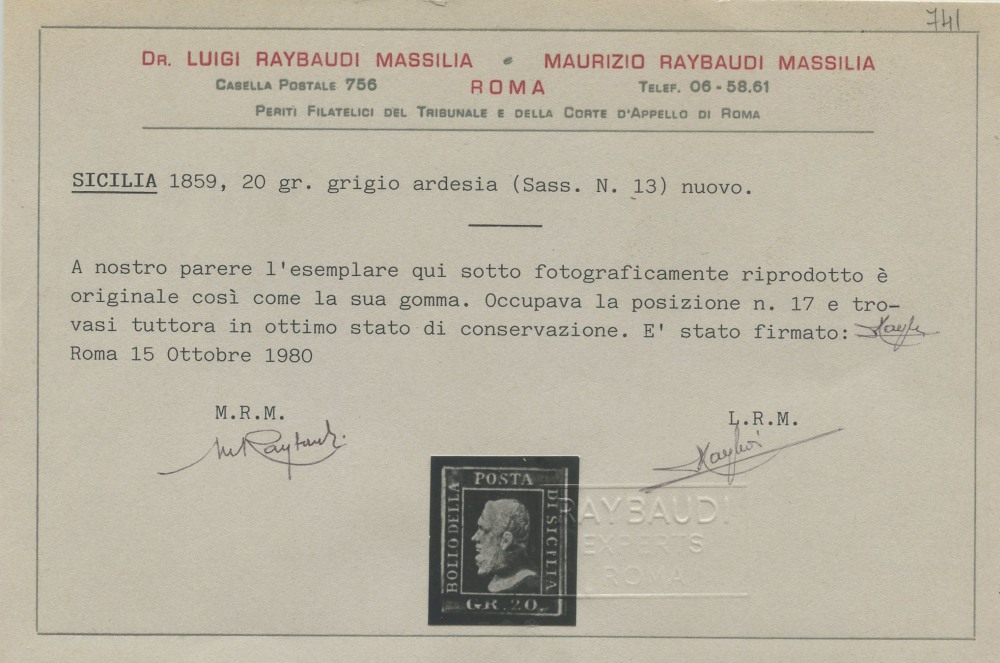 741
DR. LUIGI RAYBAUDI MASSILIA • MAURIZIO RAYBAUDI MASSILIA
CASELLA POSTALE 756 ROMA TELEF. 06 - 58.61
PERITI FILATELICI DEL TRIBUNALE E DELLA CORTE D'APPELLO DI ROMA
SICILIA 1859, 20 gr. grigio ardesia (Sass. N. 13) nuovo.
A nostro parere l'esemplare qui sotto fotograficamente riprodotto è
originale così come la sua gomma. Occupava la posizione n. 17 e tro-
vasi tuttora in ottimo stato di conservazione. E' stato firmato:
Roma 15 Ottobre 1980
M.R.M. L.R.M.
POSTA
BOLLO DELLA
DI SICILIA
GR. 20.
RAYBAUDI
EXPERTS
ROMA